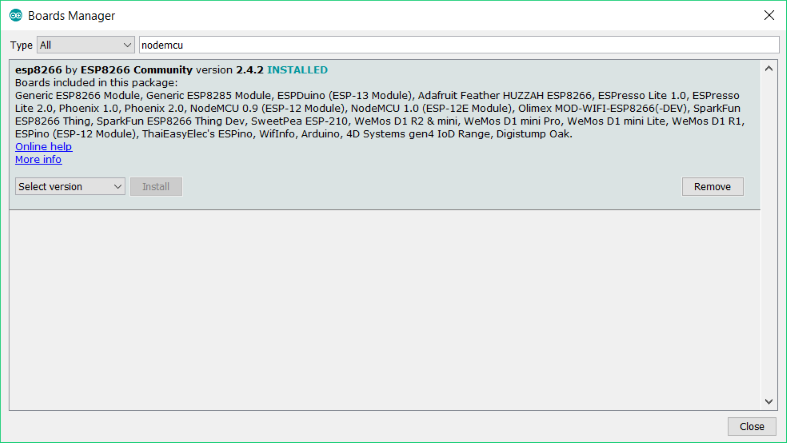 Boards Manager
Type All nodemcu
esp8266 by ESP8266 Community version 2.4.2 INSTALLED
Boards included in this package:
Generic ESP8266 Module, Generic ESP8285 Module, ESPDuino (ESP-13 Module), Adafruit Feather HUZZAH ESP8266, ESPresso Lite 1.0, ESPresso
Lite 2.0, Phoenix 1.0, Phoenix 2.0, NodeMCU 0.9 (ESP-12 Module), NodeMCU 1.0 (ESP-12E Module), Olimex MOD-WIFI-ESP8266(-DEV), SparkFun
ESP8266 Thing, SparkFun ESP8266 Thing Dev, SweetPea ESP-210, WeMos D1 R2 & mini, WeMos D1 mini Pro, WeMos D1 mini Lite, WeMos D1 R1,
ESPino (ESP-12 Module), ThaiEasyElec's ESPino, WifInfo, Arduino, 4D Systems gen4 IoD Range, Digistump Oak.
Online help
More info
Select version Install Remove
Close